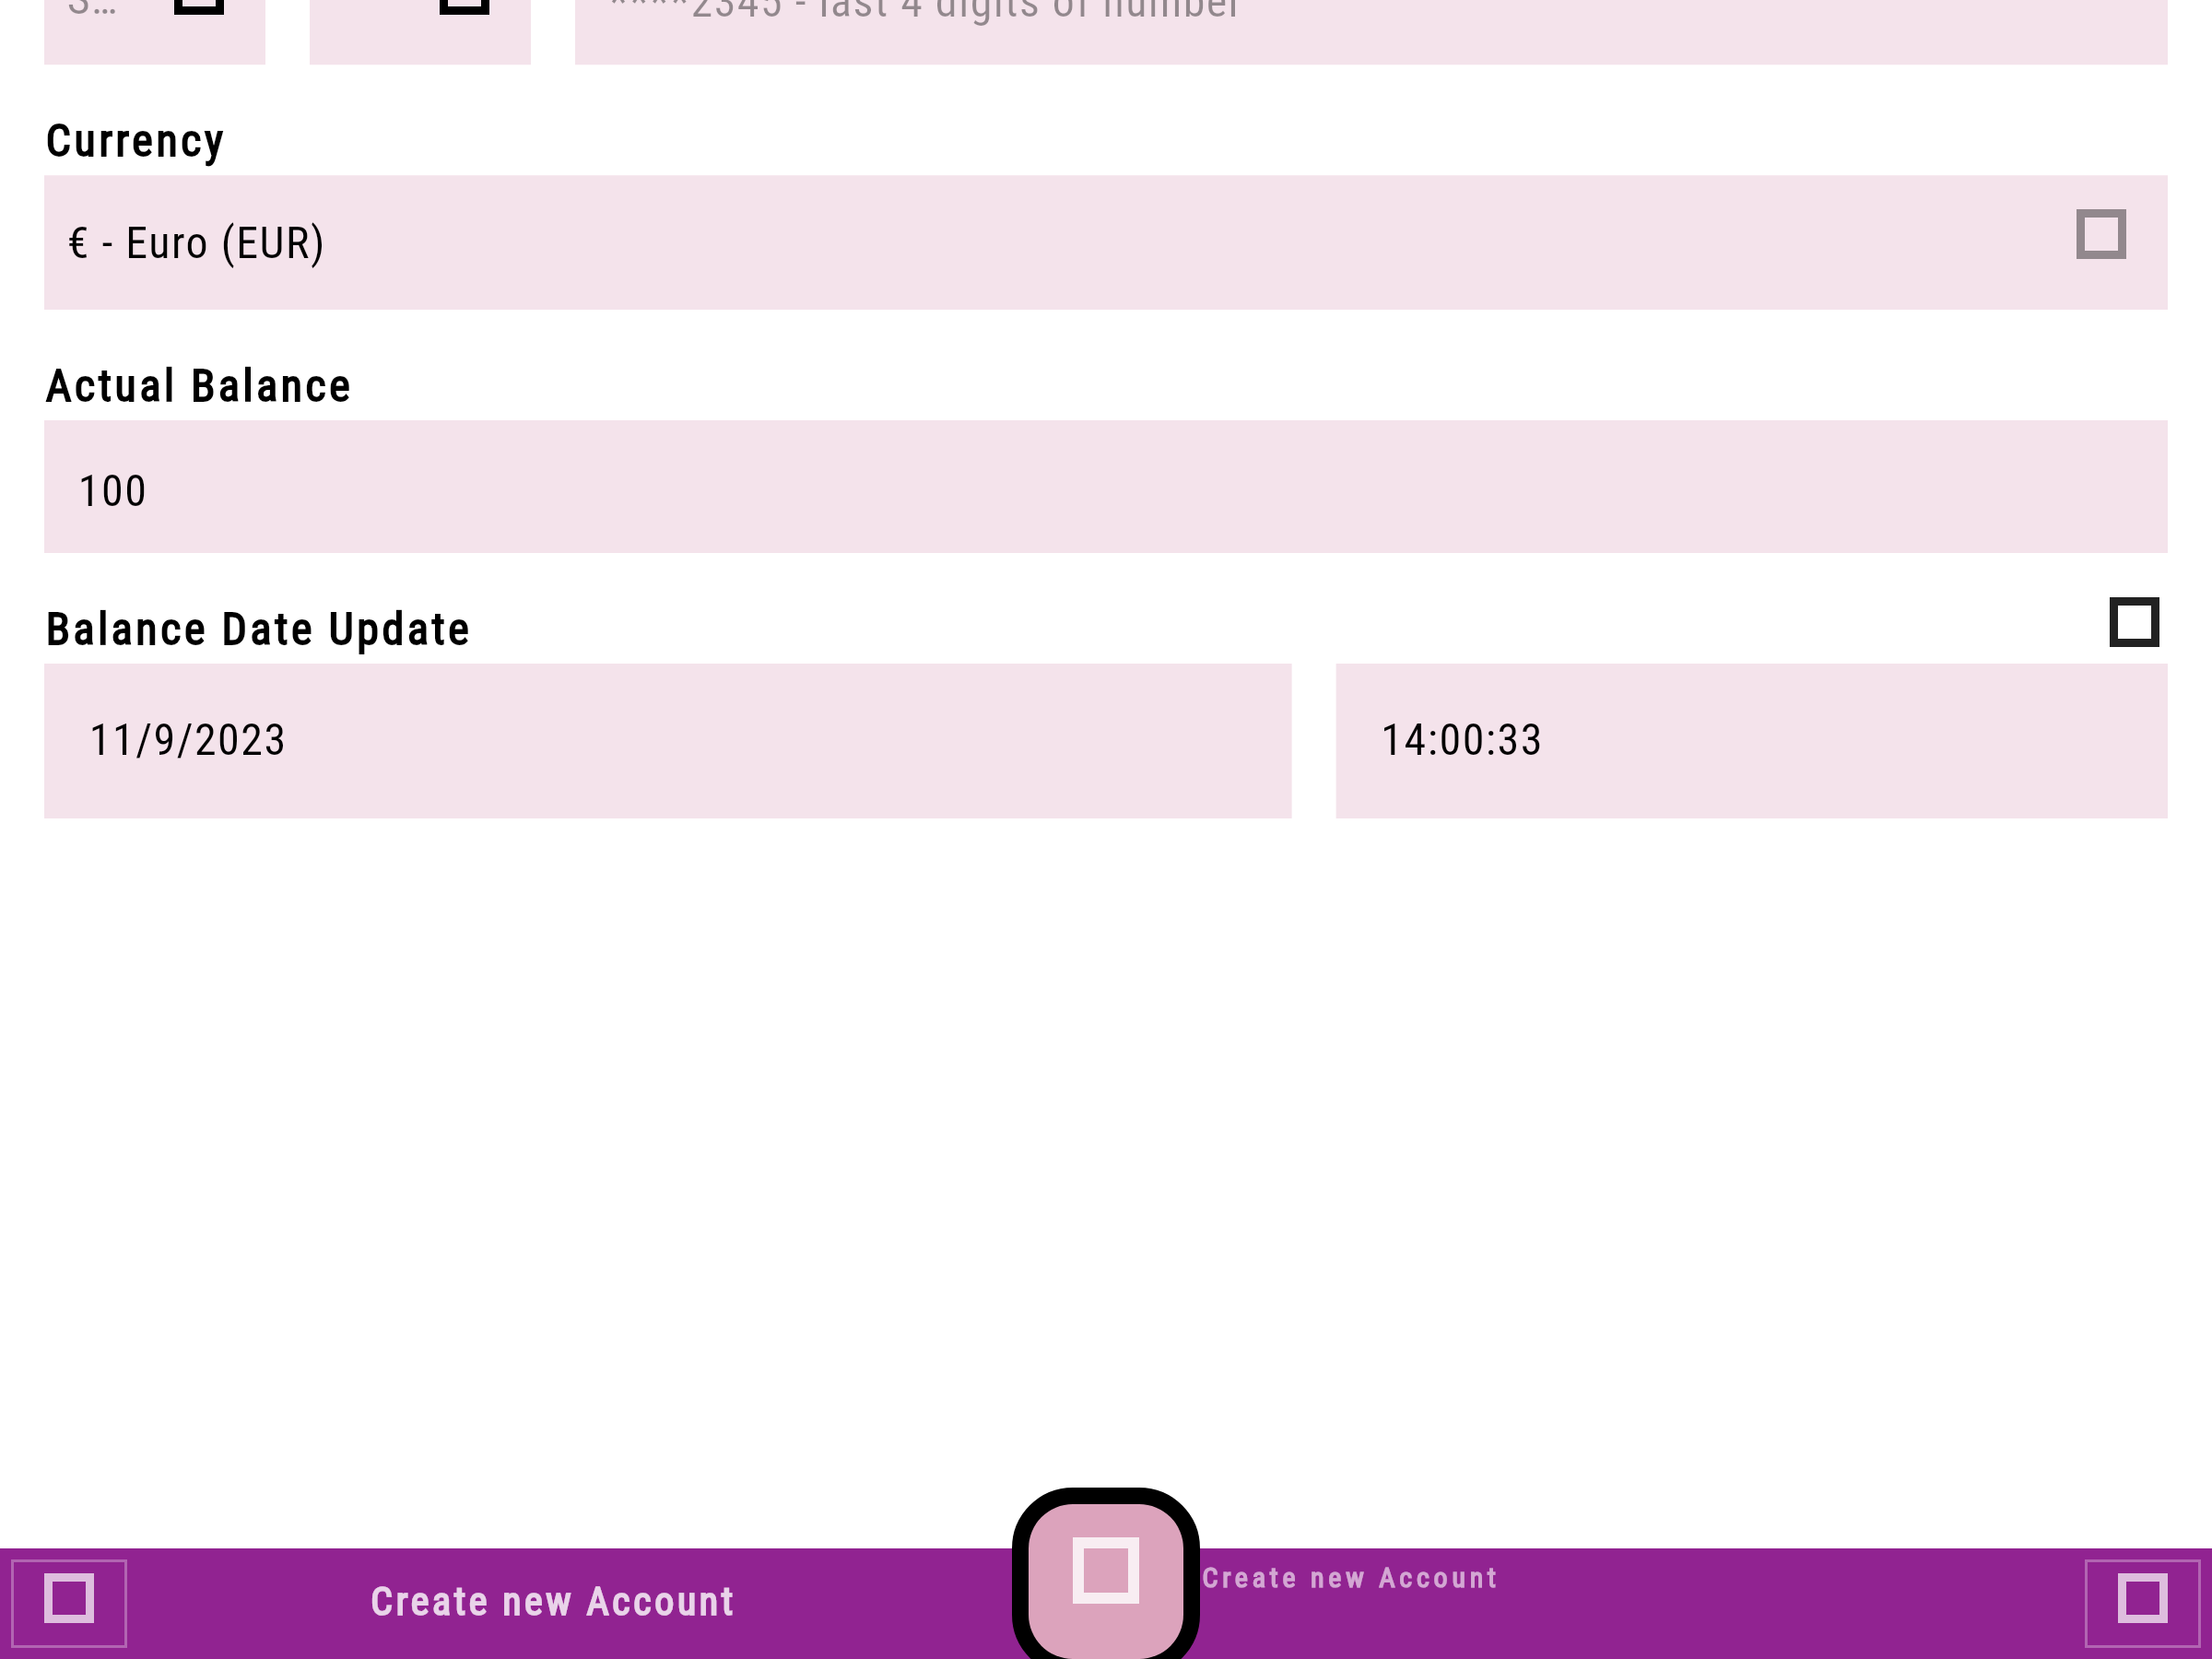 S…
****2345 - last 4 digits of number
Currency
€ - Euro (EUR)
Actual Balance
100
Balance Date Update
11/9/2023
14:00:33
Create new Account
Create new Account